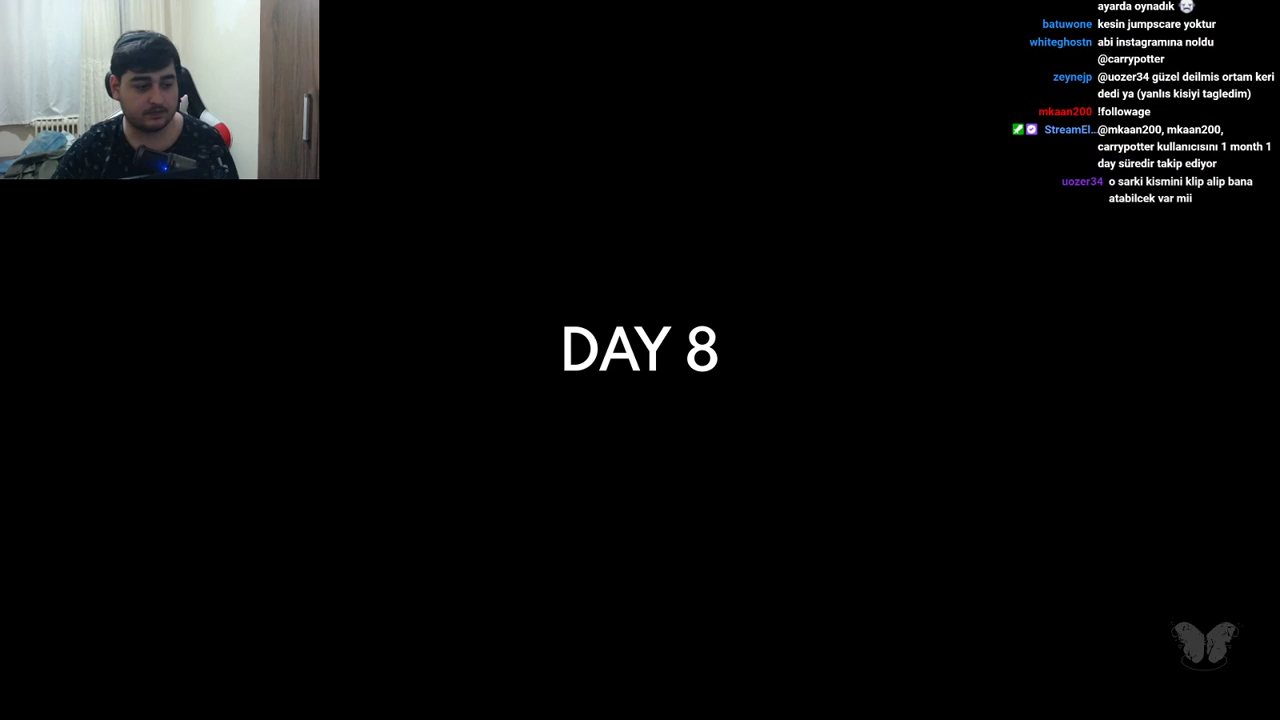 ayarda oynadık
batuwone kesin jumpscare yoktur
whiteghostn abi instagramına noldu
@carrypotter
zeynejp @uozer34 güzel deilmis ortam keri
dedi ya (yanlıs kisiyi tagledim)
mkaan200 !followage
StreamEl... @mkaan200, mkaan200,
carrypotter kullanıcısını 1 month 1
day süredir takip ediyor
uozer34 o sarki kismini klip alip bana
atabilcek var mii
DAY 8